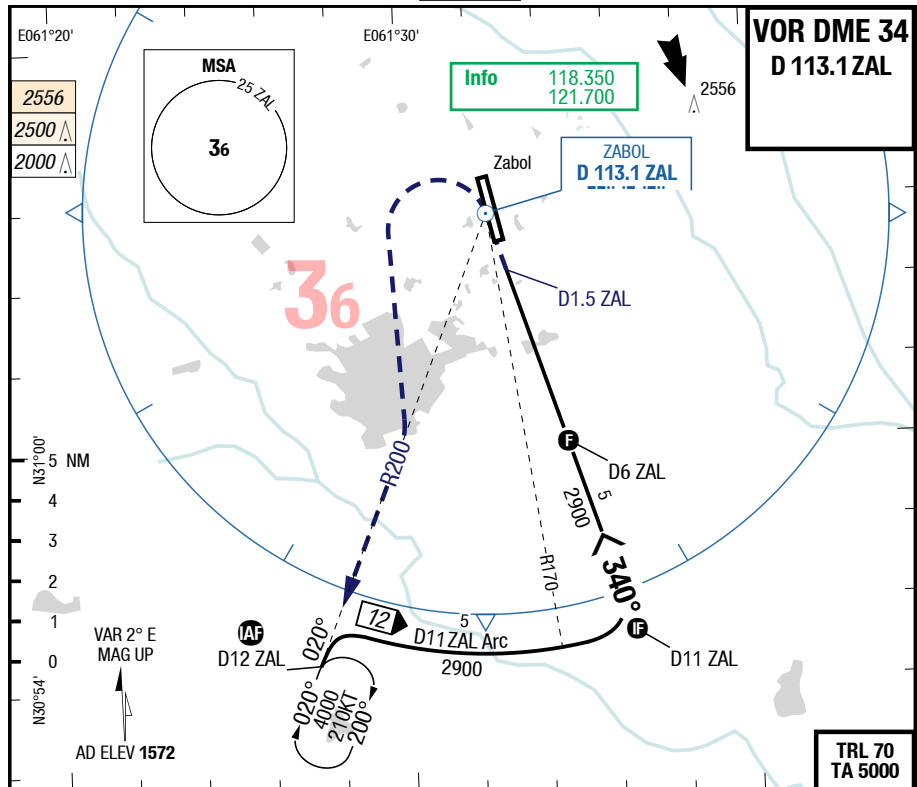 E061°20'
E061°30'
VOR DME 34
D 113.1 ZAL
MSA
25 ZAL
36
Info 118.350
121.700
2556
2556
2500
2000
ZABOL
D 113.1 ZAL
Zabol
36
D1.5 ZAL
N31°00'
5 NM
4
3
2
1
0
N30°54'
R200
F
D6 ZAL
5
2900
R170
340°
IF
D11 ZAL
12
5
D11 ZAL Arc
2900
IAF
D12 ZAL
020°
020°
4000
210KT
200°
VAR 2° E
MAG UP
AD ELEV 1572
TRL 70
TA 5000